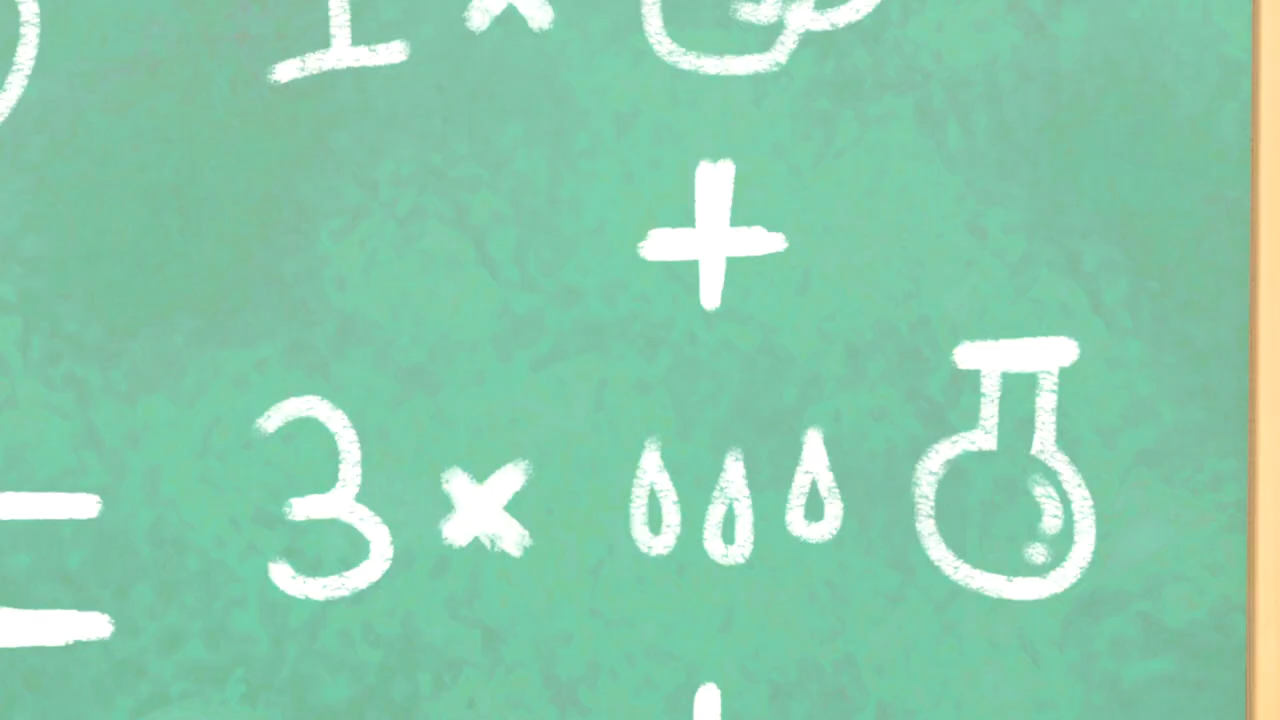 1 ×
+
= 3 ×